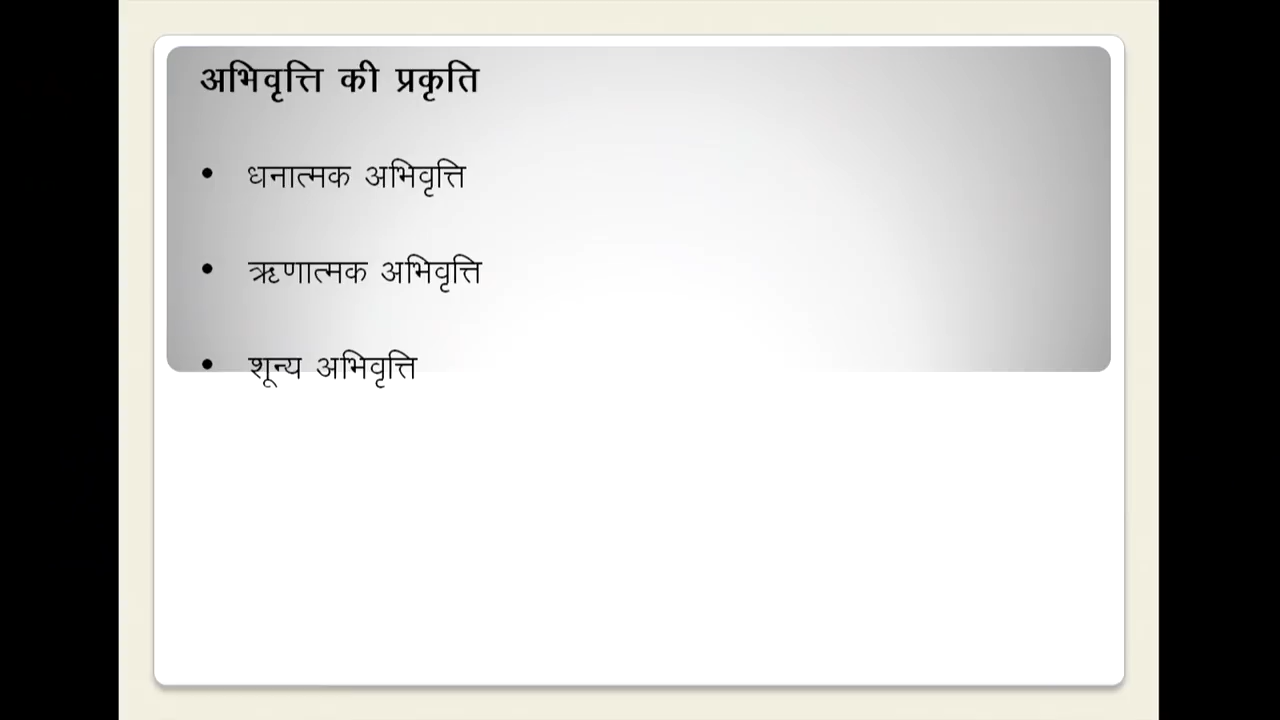 अभिवृत्ति की प्रकृति
• धनात्मक अभिवृत्ति
• ऋणात्मक अभिवृत्ति
• शून्य अभिवृत्ति